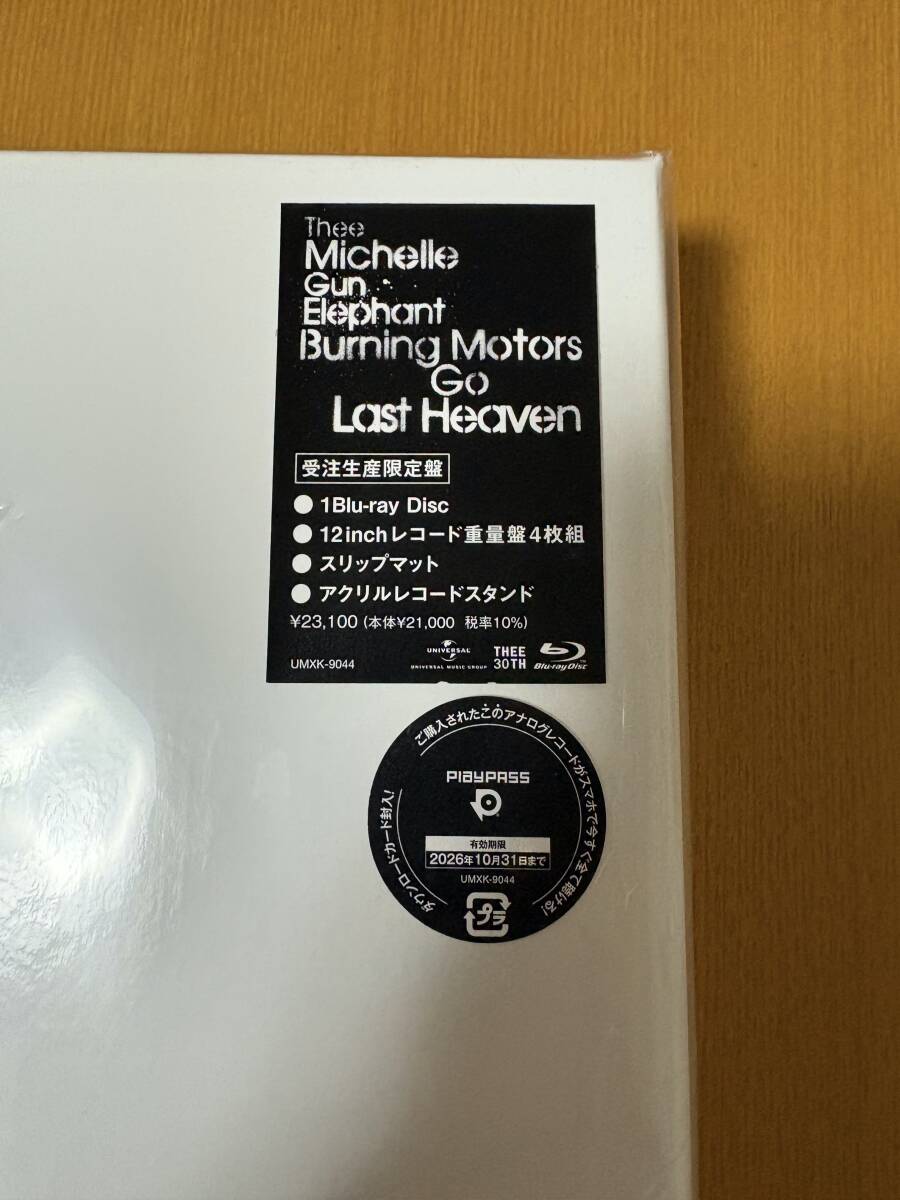 Thee
Michelle
Gun
Elephant
Burning Motors
Go
Last Heaven
受注生産限定盤
● 1Blu-ray Disc
● 12inchレコード重量盤4枚組
● スリップマット
● アクリルレコードスタンド
¥23,100 (本体¥21,000 税率10%)
UMXK-9044
UNIVERSAL
UNIVERSAL MUSIC GROUP
THEE
30TH
Blu-ray Disc
ご購入されたこのアナログレコードがスマホで今すぐ全て聴ける!
PlayPASS
有効期限
2026年10月31日まで
UMXK-9044
プラ
ダウンロードカード封入!